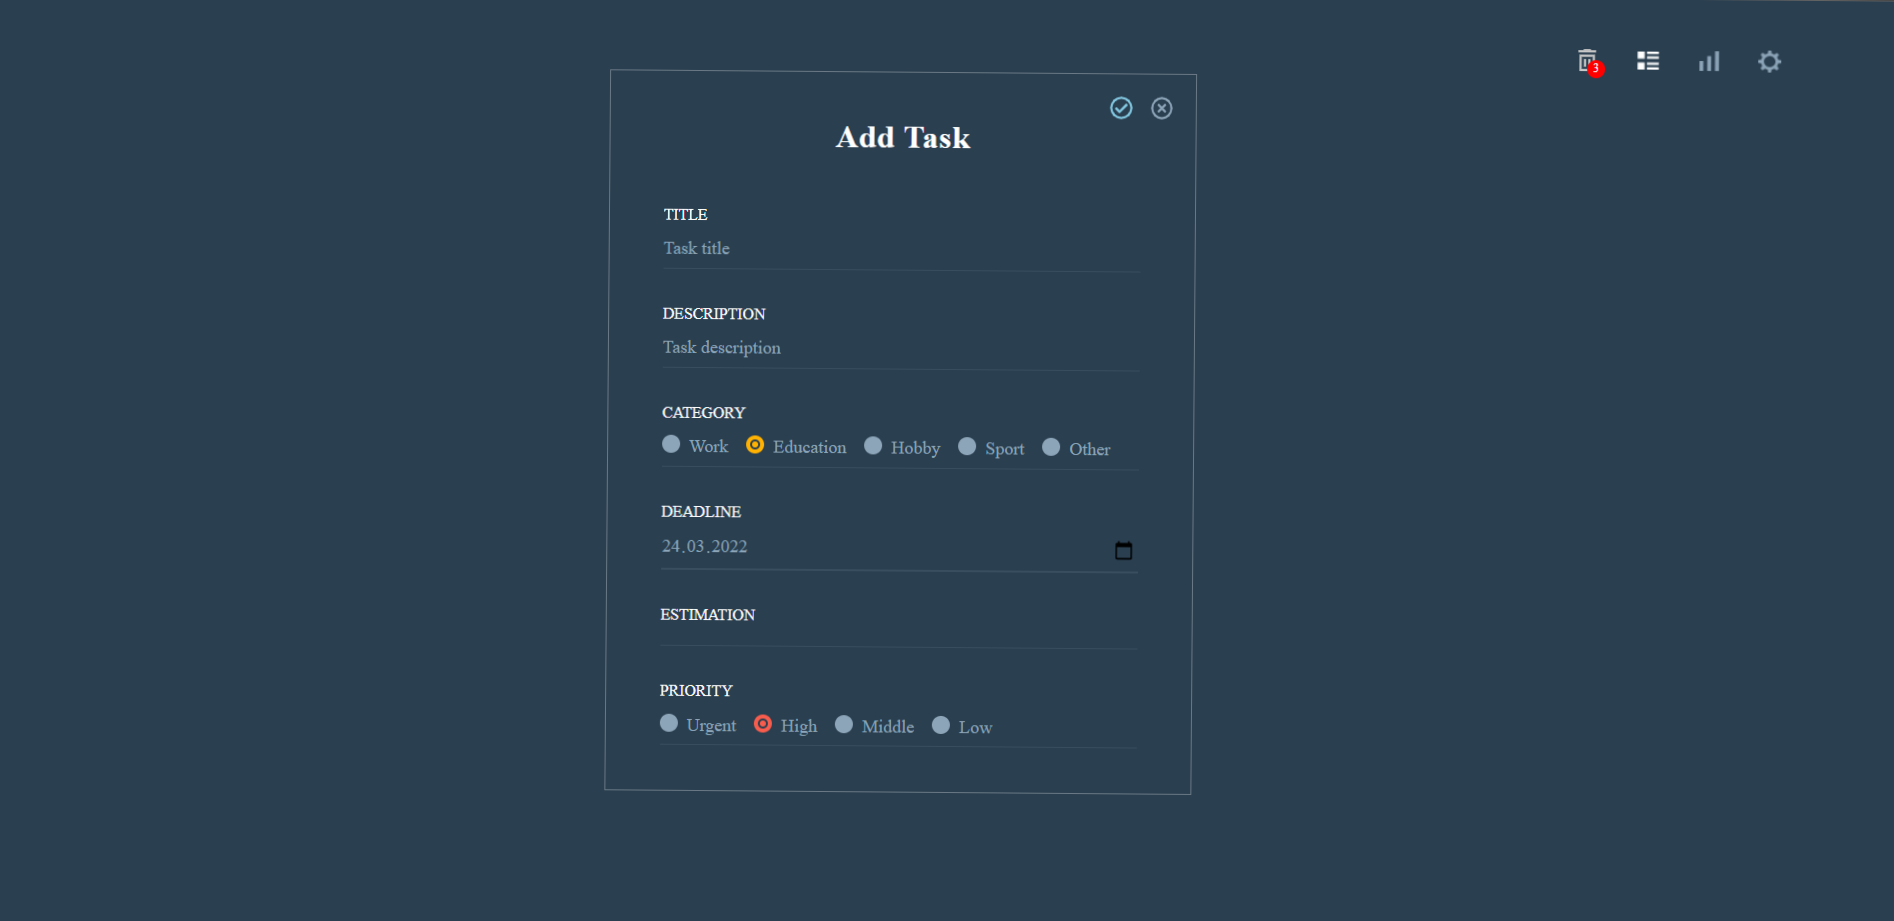 3
Add Task
TITLE
Task title
DESCRIPTION
Task description
CATEGORY
Work Education Hobby Sport Other
DEADLINE
24.03.2022
ESTIMATION
PRIORITY
Urgent High Middle Low